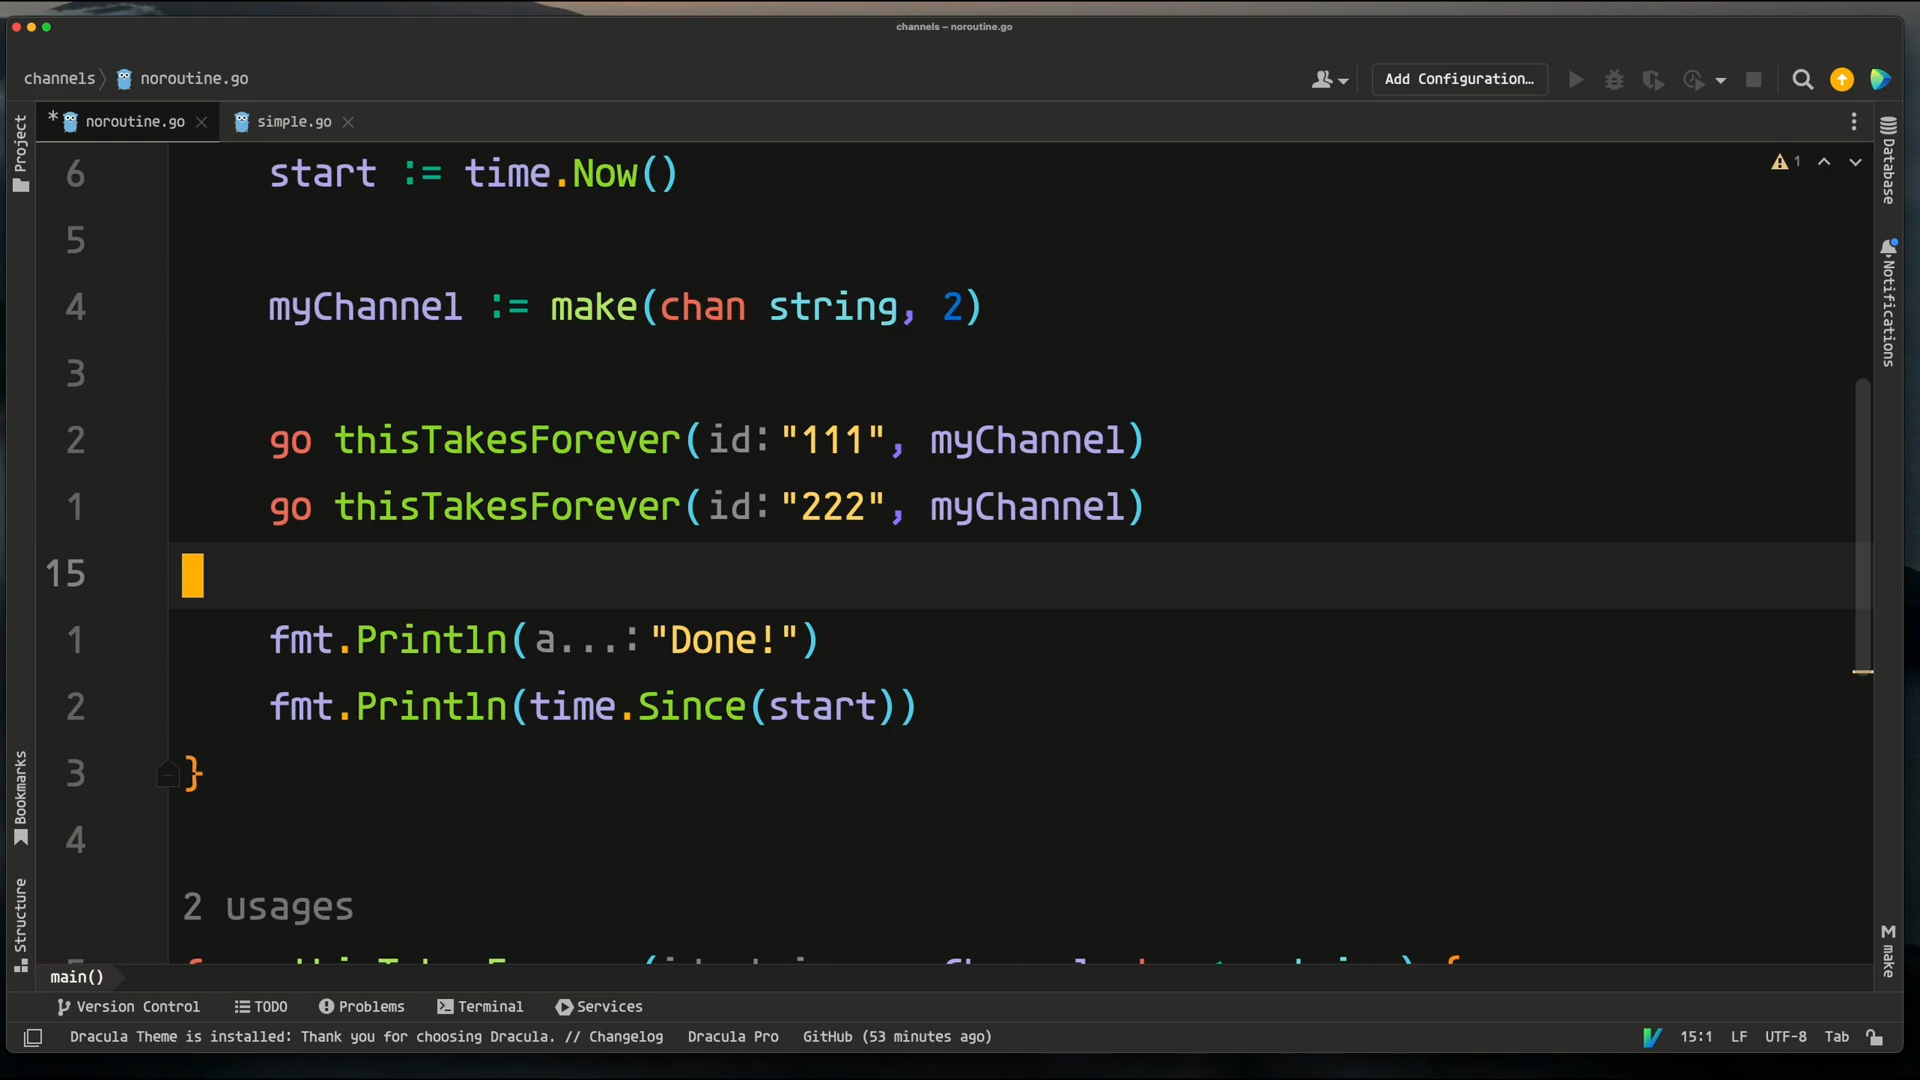 channels – noroutine.go
channels noroutine.go
Add Configuration...
* noroutine.go simple.go
Project
Database
Notifications
1
6 start := time.Now()
5
4 myChannel := make(chan string, 2)
3
2 go thisTakesForever(id: "111", myChannel)
1 go thisTakesForever(id: "222", myChannel)
15
1 fmt.Println(a...: "Done!")
2 fmt.Println(time.Since(start))
3 }
4
2 usages
Bookmarks
Structure
M make
main()
Version Control TODO Problems Terminal Services
Dracula Theme is installed: Thank you for choosing Dracula. // Changelog Dracula Pro GitHub (53 minutes ago) 15:1 LF UTF-8 Tab